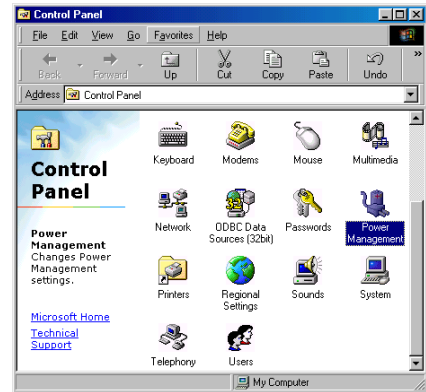 Control Panel
File Edit View Go Favorites Help
Back Forward Up Cut Copy Paste Undo »
Address Control Panel
Control
Panel
Power
Management
Changes Power
Management
settings.
Microsoft Home
Technical
Support
Keyboard Modems Mouse Multimedia
Network ODBC Data
Sources (32bit) Passwords Power
Management
Printers Regional
Settings Sounds System
Telephony Users
My Computer